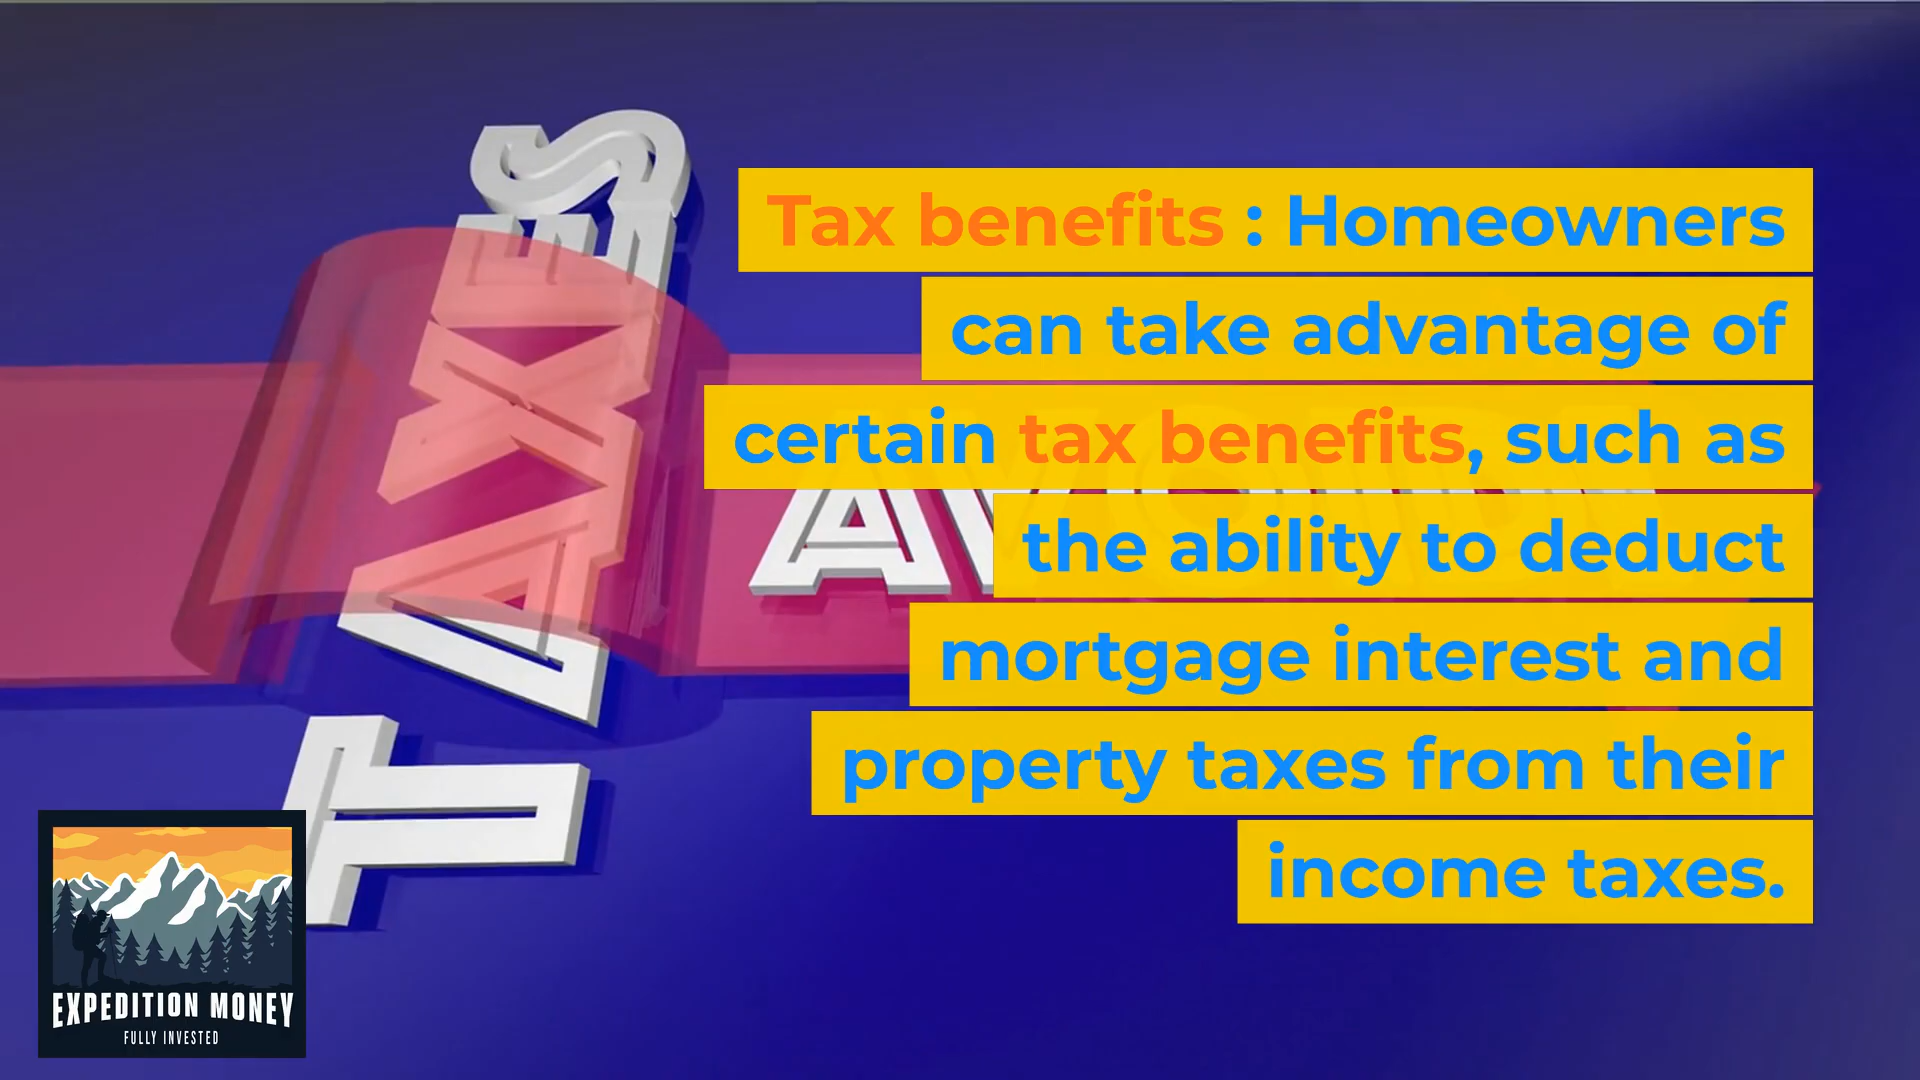 TAXES
Tax benefits : Homeowners
can take advantage of
certain tax benefits, such as
the ability to deduct
mortgage interest and
property taxes from their
income taxes.
EXPEDITION MONEY
FULLY INVESTED